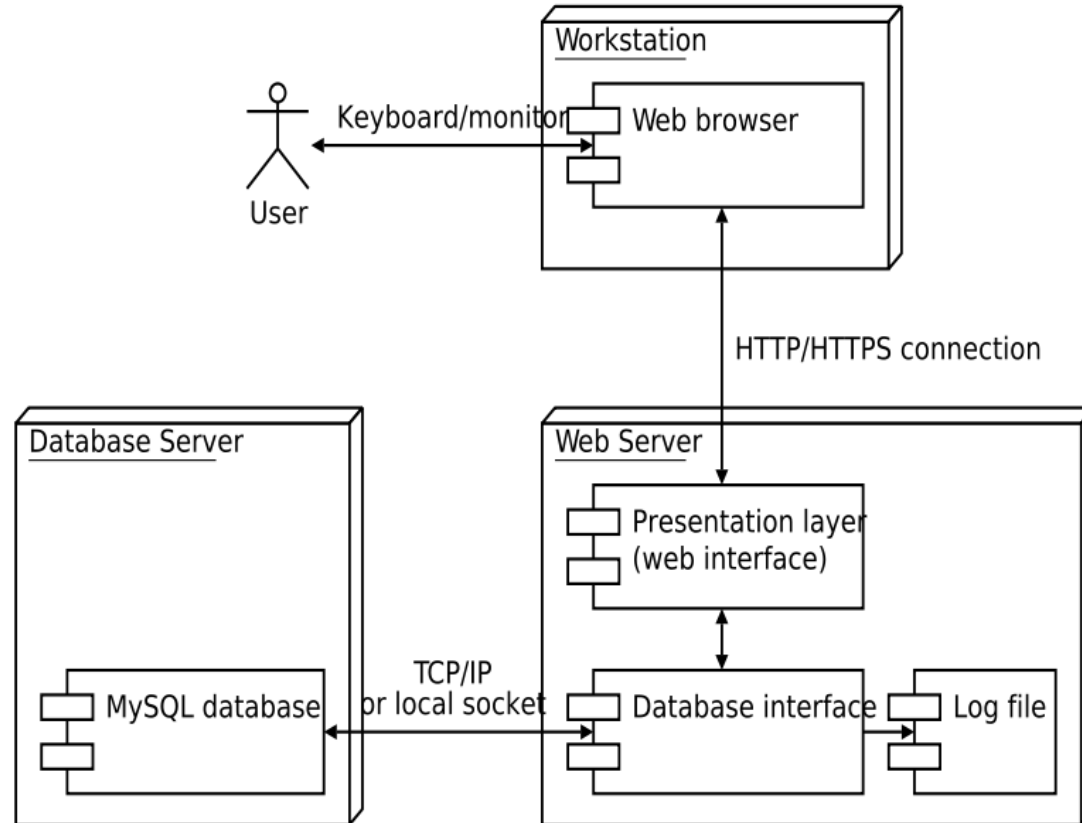 Workstation
Keyboard/monitor
Web browser
User
HTTP/HTTPS connection
Database Server
Web Server
Presentation layer
(web interface)
TCP/IP
or local socket
MySQL database
Database interface
Log file